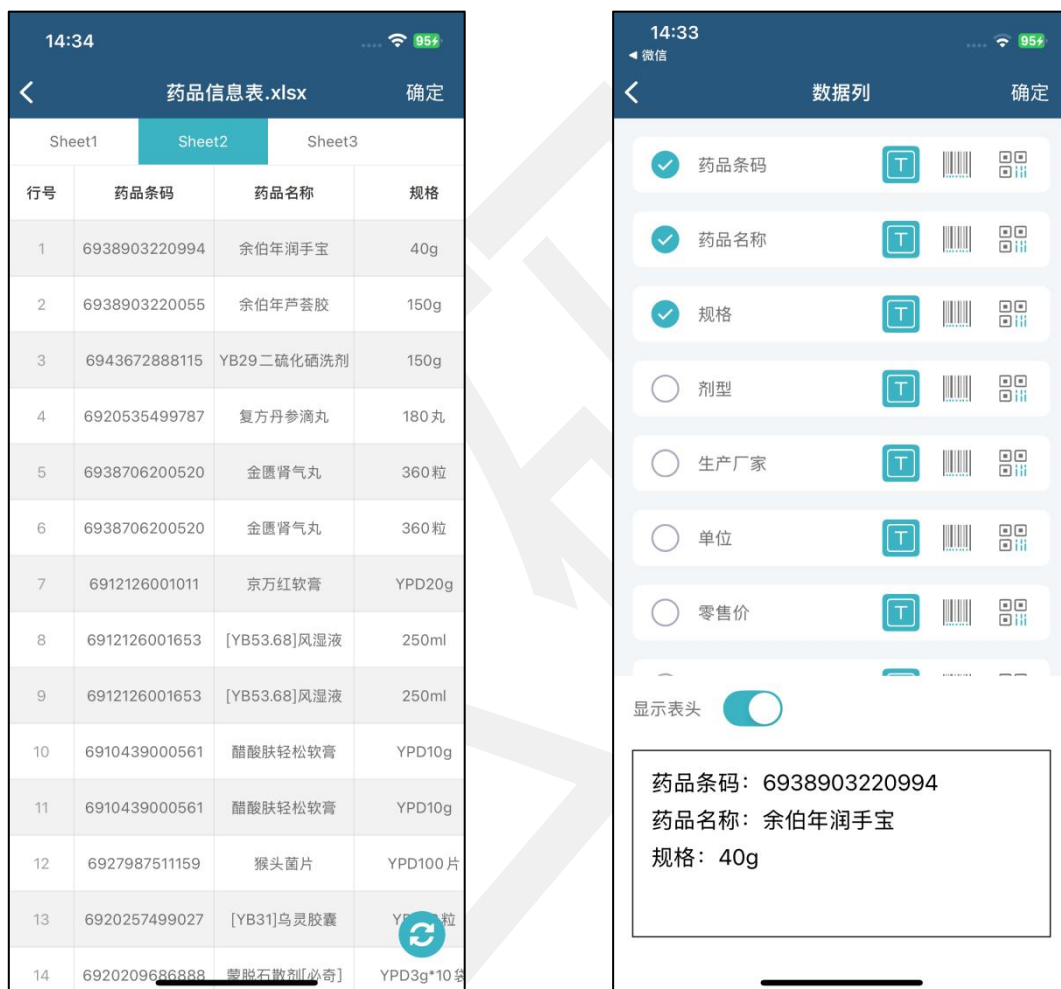 14:34
95
药品信息表.xlsx 确定
Sheet1 Sheet2 Sheet3
行号 药品条码 药品名称 规格
1 6938903220994 余伯年润手宝 40g
2 6938903220055 余伯年芦荟胶 150g
3 6943672888115 YB29二硫化硒洗剂 150g
4 6920535499787 复方丹参滴丸 180丸
5 6938706200520 金匮肾气丸 360粒
6 6938706200520 金匮肾气丸 360粒
7 6912126001011 京万红软膏 YPD20g
8 6912126001653 [YB53.68]风湿液 250ml
9 6912126001653 [YB53.68]风湿液 250ml
10 6910439000561 醋酸肤轻松软膏 YPD10g
11 6910439000561 醋酸肤轻松软膏 YPD10g
12 6927987511159 猴头菌片 YPD100片
13 6920257499027 [YB31]乌灵胶囊 粒
14 6920209686888 蒙脱石散剂[必奇] YPD3g*10袋
14:33
微信
95
数据列 确定
药品条码 T
药品名称 T
规格 T
剂型 T
生产厂家 T
单位 T
零售价 T
显示表头
药品条码：6938903220994
药品名称：余伯年润手宝
规格：40g